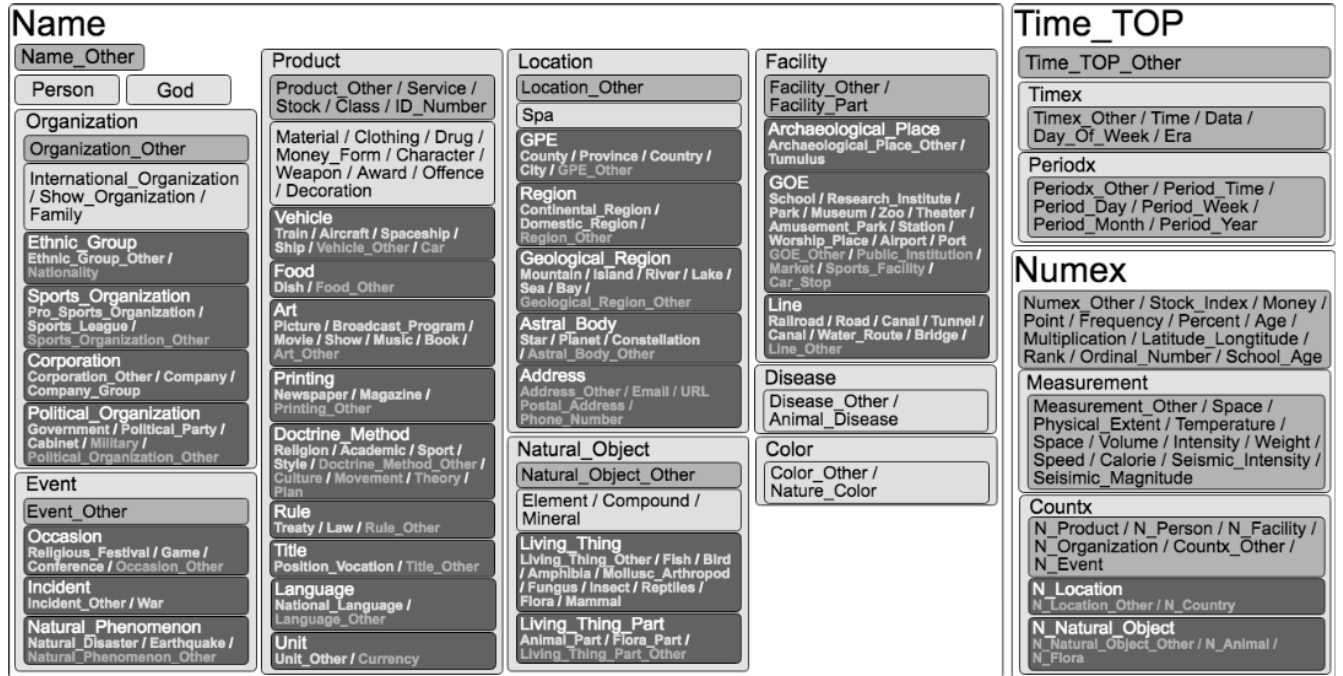 Name
Name_Other
Person
God
Organization
Organization_Other
International_Organization
/ Show_Organization /
Family
Ethnic_Group
Ethnic_Group_Other /
Nationality
Sports_Organization
Pro_Sports_Organization /
Sports_League /
Sports_Organization_Other
Corporation
Corporation_Other / Company /
Company_Group
Political_Organization
Government / Political_Party /
Cabinet / Military /
Political_Organization_Other
Event
Event_Other
Occasion
Religious_Festival / Game /
Conference / Occasion_Other
Incident
Incident_Other / War
Natural_Phenomenon
Natural_Disaster / Earthquake /
Natural_Phenomenon_Other
Product
Product_Other / Service /
Stock / Class / ID_Number
Material / Clothing / Drug /
Money_Form / Character /
Weapon / Award / Offence
/ Decoration
Vehicle
Train / Aircraft / Spaceship /
Ship / Vehicle_Other / Car
Food
Dish / Food_Other
Art
Picture / Broadcast_Program /
Movie / Show / Music / Book /
Art_Other
Printing
Newspaper / Magazine /
Printing_Other
Doctrine_Method
Religion / Academic / Sport /
Style / Doctrine_Method_Other /
Culture / Movement / Theory /
Plan
Rule
Treaty / Law / Rule_Other
Title
Position_Vocation / Title_Other
Language
National_Language /
Language_Other
Unit
Unit_Other / Currency
Location
Location_Other
Spa
GPE
County / Province / Country /
City / GPE_Other
Region
Continental_Region /
Domestic_Region /
Region_Other
Geological_Region
Mountain / Island / River / Lake /
Sea / Bay /
Geological_Region_Other
Astral_Body
Star / Planet / Constellation
/ Astral_Body_Other
Address
Address_Other / Email / URL
Postal_Address /
Phone_Number
Natural_Object
Natural_Object_Other
Element / Compound /
Mineral
Living_Thing
Living_Thing_Other / Fish / Bird
/ Amphibia / Mollusc_Arthropod
/ Fungus / Insect / Reptiles /
Flora / Mammal
Living_Thing_Part
Animal_Part / Flora_Part /
Living_Thing_Part_Other
Facility
Facility_Other /
Facility_Part
Archaeological_Place
Archaeological_Place_Other /
Tumulus
GOE
School / Research_Institute /
Park / Museum / Zoo / Theater /
Amusement_Park / Station /
Worship_Place / Airport / Port
GOE_Other / Public_Institution /
Market / Sports_Facility /
Car_Stop
Line
Railroad / Road / Canal / Tunnel /
Canal / Water_Route / Bridge /
Line_Other
Disease
Disease_Other /
Animal_Disease
Color
Color_Other /
Nature_Color
Time_TOP
Time_TOP_Other
Timex
Timex_Other / Time / Data /
Day_Of_Week / Era
Periodx
Periodx_Other / Period_Time /
Period_Day / Period_Week /
Period_Month / Period_Year
Numex
Numex_Other / Stock_Index / Money /
Point / Frequency / Percent / Age /
Multiplication / Latitude_Longtitude /
Rank / Ordinal_Number / School_Age
Measurement
Measurement_Other / Space /
Physical_Extent / Temperature /
Space / Volume / Intensity / Weight /
Speed / Calorie / Seismic_Intensity /
Seisimic_Magnitude
Countx
N_Product / N_Person / N_Facility /
N_Organization / Countx_Other /
N_Event
N_Location
N_Location_Other / N_Country
N_Natural_Object
N_Natural_Object_Other / N_Animal /
N_Flora